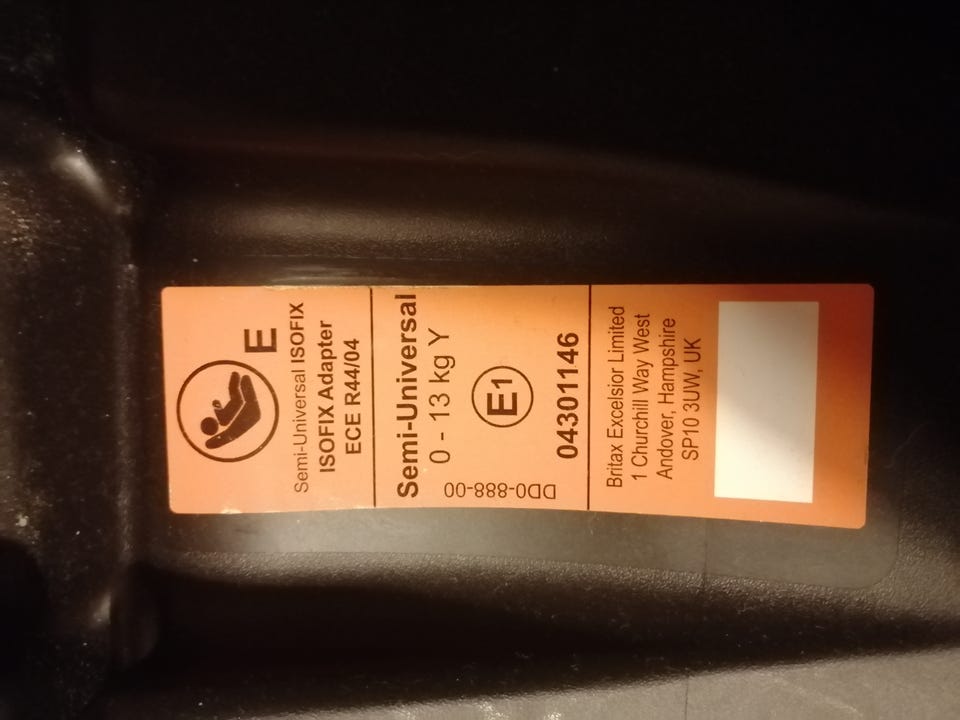 E
Semi-Universal ISOFIX
ISOFIX Adapter
ECE R44/04
Semi-Universal
0 - 13 kg Y
E1
04301146
DD0-888-00
Britax Excelsior Limited
1 Churchill Way West
Andover, Hampshire
SP10 3UW, UK